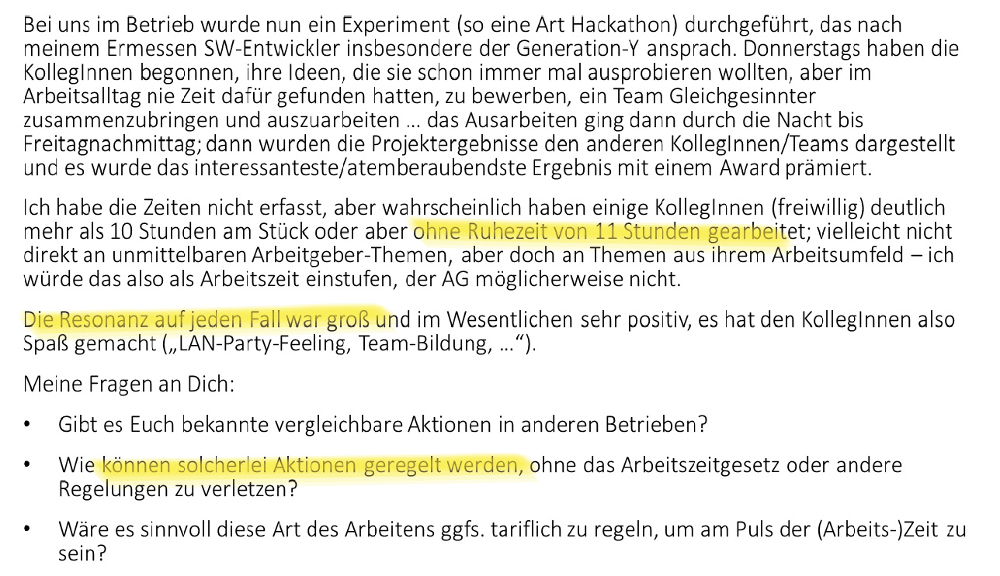 Bei uns im Betrieb wurde nun ein Experiment (so eine Art Hackathon) durchgeführt, das nach
meinem Ermessen SW-Entwickler insbesondere der Generation-Y ansprach. Donnerstags haben die
KollegInnen begonnen, ihre Ideen, die sie schon immer mal ausprobieren wollten, aber im
Arbeitsalltag nie Zeit dafür gefunden hatten, zu bewerben, ein Team Gleichgesinnter
zusammenzubringen und auszuarbeiten ... das Ausarbeiten ging dann durch die Nacht bis
Freitagnachmittag; dann wurden die Projektergebnisse den anderen KollegInnen/Teams dargestellt
und es wurde das interessanteste/atemberaubendste Ergebnis mit einem Award prämiert.
Ich habe die Zeiten nicht erfasst, aber wahrscheinlich haben einige KollegInnen (freiwillig) deutlich
mehr als 10 Stunden am Stück oder aber ohne Ruhezeit von 11 Stunden gearbeitet; vielleicht nicht
direkt an unmittelbaren Arbeitgeber-Themen, aber doch an Themen aus ihrem Arbeitsumfeld – ich
würde das also als Arbeitszeit einstufen, der AG möglicherweise nicht.
Die Resonanz auf jeden Fall war groß und im Wesentlichen sehr positiv, es hat den KollegInnen also
Spaß gemacht („LAN-Party-Feeling, Team-Bildung, ...“).
Meine Fragen an Dich:
• Gibt es Euch bekannte vergleichbare Aktionen in anderen Betrieben?
• Wie können solcherlei Aktionen geregelt werden, ohne das Arbeitszeitgesetz oder andere
Regelungen zu verletzen?
• Wäre es sinnvoll diese Art des Arbeitens ggfs. tariflich zu regeln, um am Puls der (Arbeits-)Zeit zu
sein?